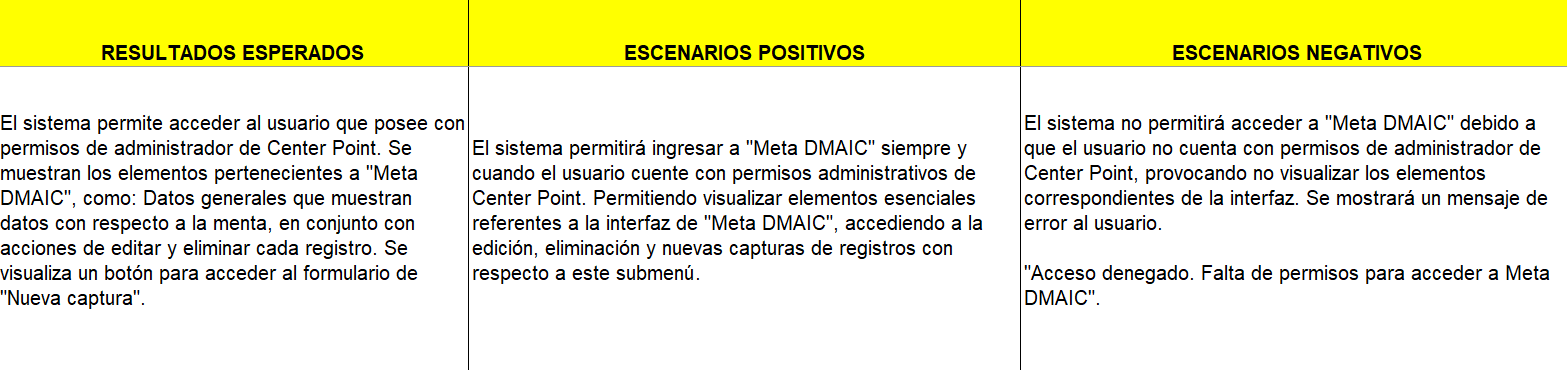 RESULTADOS ESPERADOS
ESCENARIOS POSITIVOS
ESCENARIOS NEGATIVOS
El sistema permite acceder al usuario que posee con
permisos de administrador de Center Point. Se
muestran los elementos pertenecientes a "Meta
DMAIC", como: Datos generales que muestran
datos con respecto a la menta, en conjunto con
acciones de editar y eliminar cada registro. Se
visualiza un botón para acceder al formulario de
"Nueva captura".
El sistema permitirá ingresar a "Meta DMAIC" siempre y
cuando el usuario cuente con permisos administrativos de
Center Point. Permitiendo visualizar elementos esenciales
referentes a la interfaz de "Meta DMAIC", accediendo a la
edición, eliminación y nuevas capturas de registros con
respecto a este submenú.
El sistema no permitirá acceder a "Meta DMAIC" debido a
que el usuario no cuenta con permisos de administrador de
Center Point, provocando no visualizar los elementos
correspondientes de la interfaz. Se mostrará un mensaje de
error al usuario.
"Acceso denegado. Falta de permisos para acceder a Meta
DMAIC".